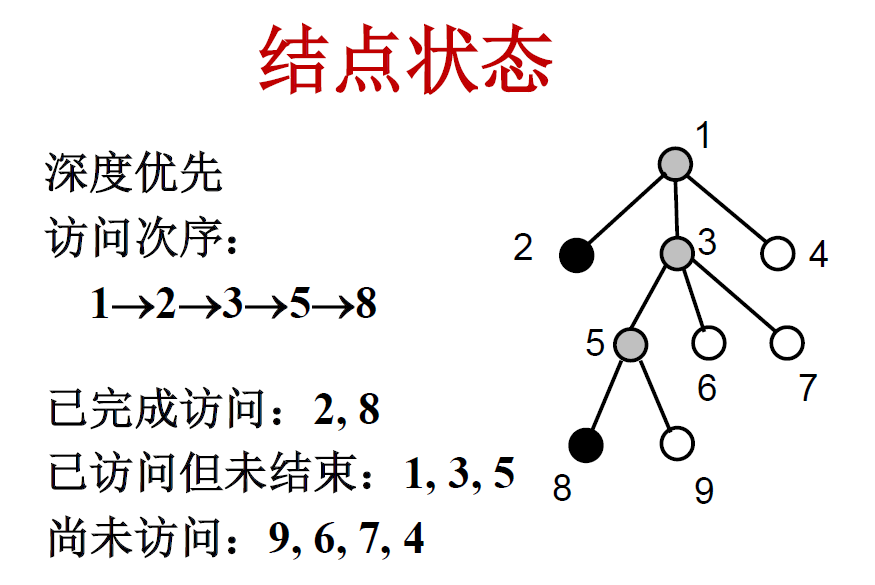 结点状态
深度优先
访问次序：
1→2→3→5→8
已完成访问：2, 8
已访问但未结束：1, 3, 5
尚未访问：9, 6, 7, 4
1
2
3
4
5
6
7
8
9